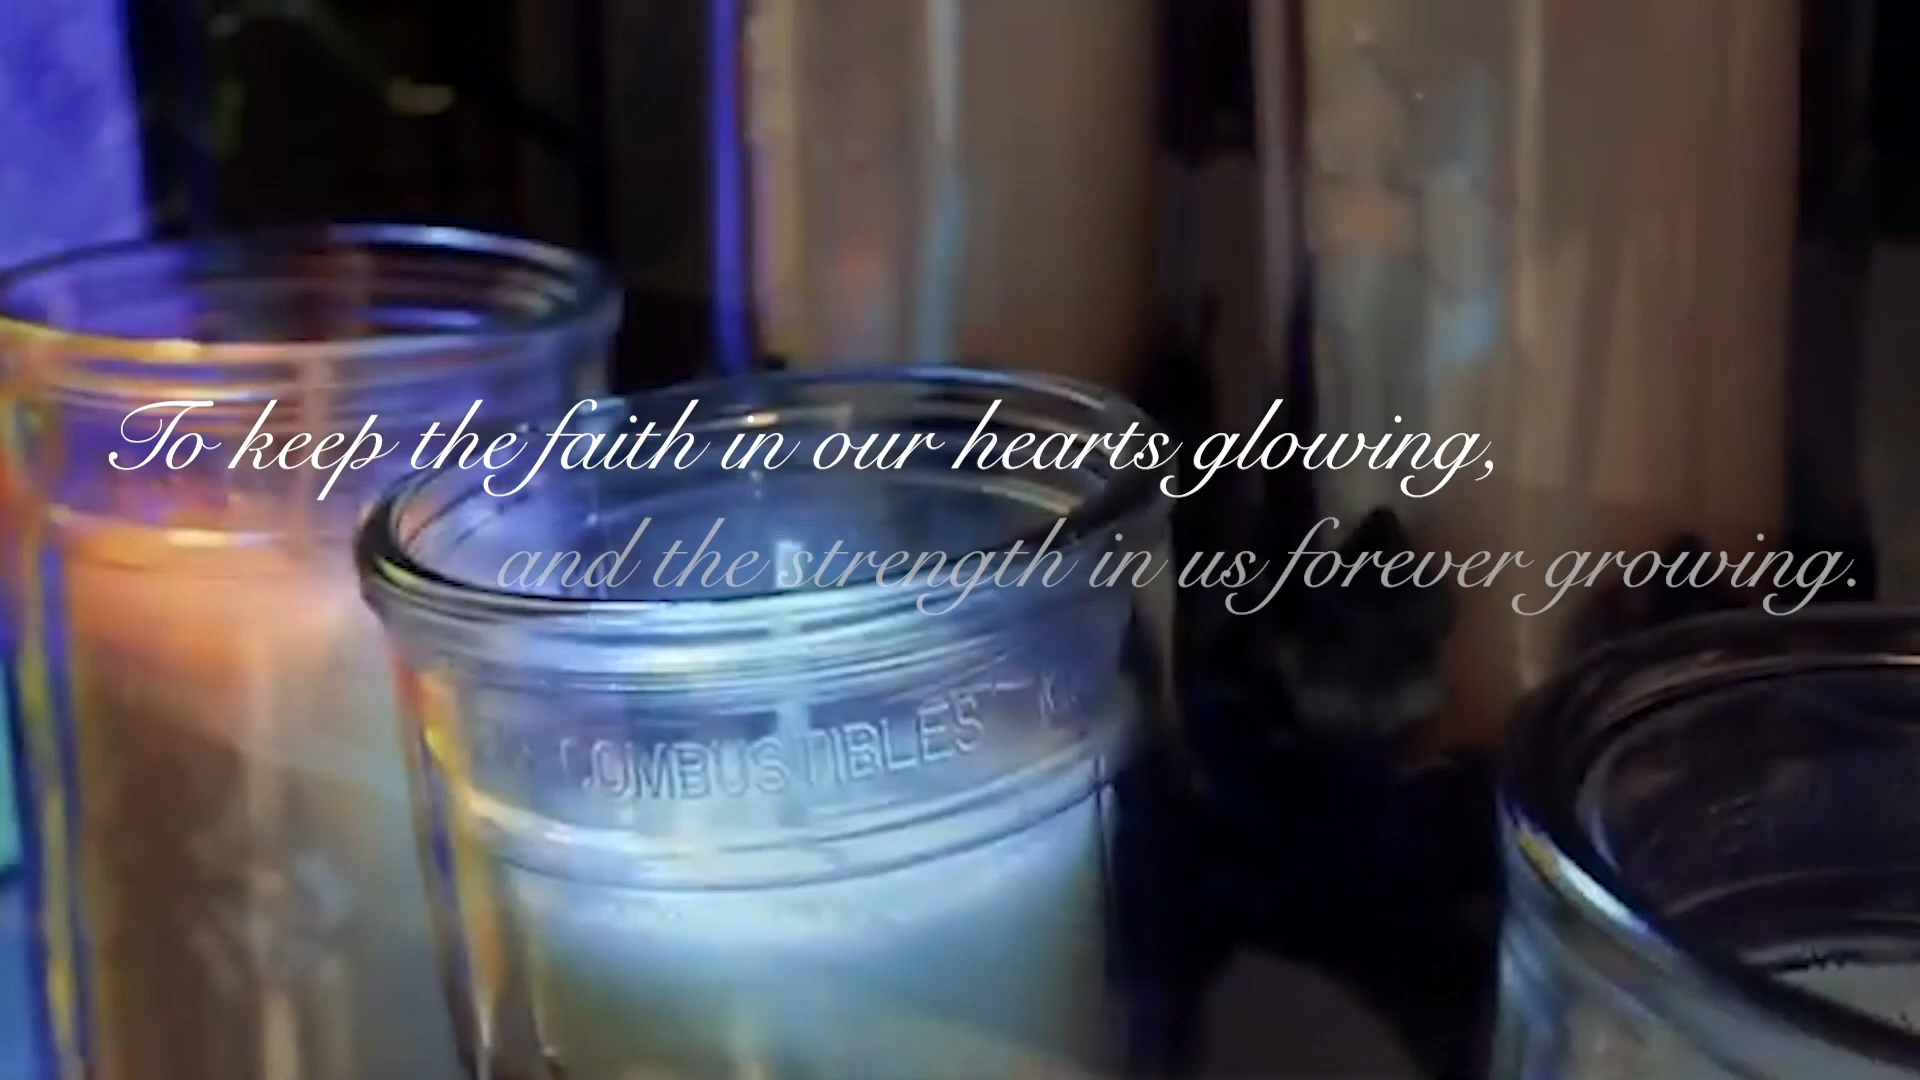 To keep the faith in our hearts glowing,
and the strength in us forever growing.
COMBUSTIBLES